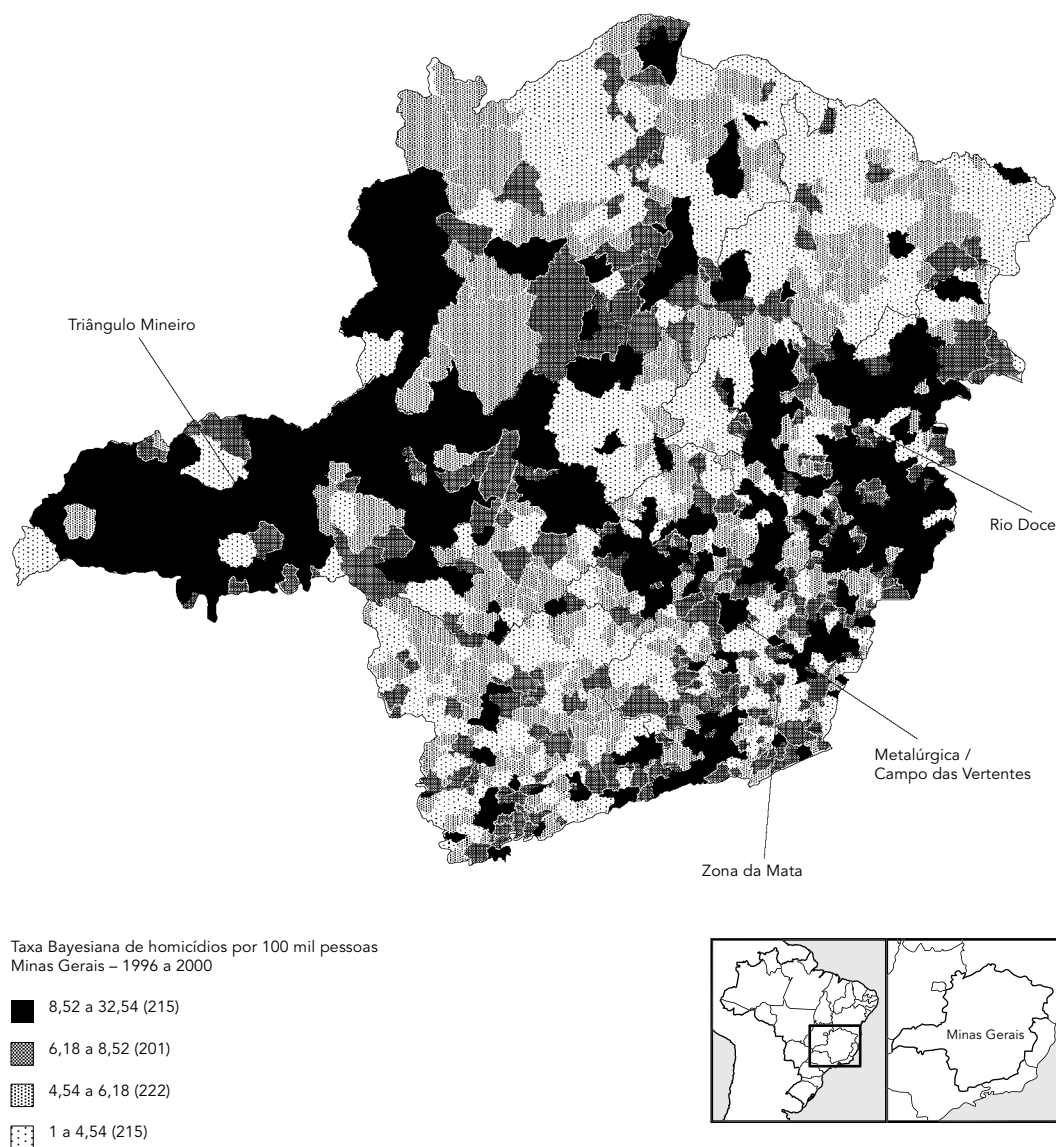 Triângulo Mineiro
Rio Doce
Metalúrgica /
Campo das Vertentes
Zona da Mata
Taxa Bayesiana de homicídios por 100 mil pessoas
Minas Gerais – 1996 a 2000
8,52 a 32,54 (215)
6,18 a 8,52 (201)
4,54 a 6,18 (222)
1 a 4,54 (215)
Minas Gerais